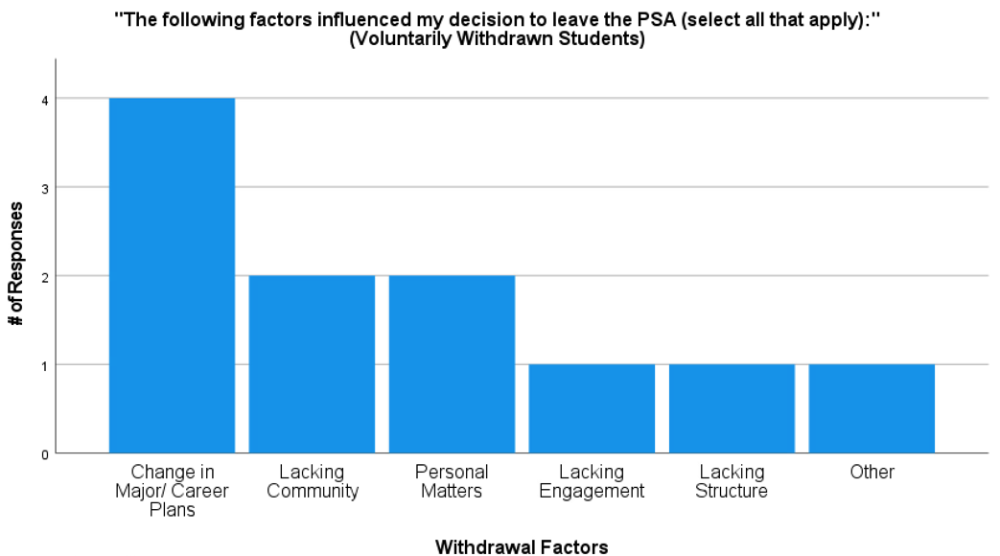 "The following factors influenced my decision to leave the PSA (select all that apply):"
(Voluntarily Withdrawn Students)
# of Responses
4
3
2
1
0
Change in
Major/ Career
Plans
Lacking
Community
Personal
Matters
Lacking
Engagement
Lacking
Structure
Other
Withdrawal Factors